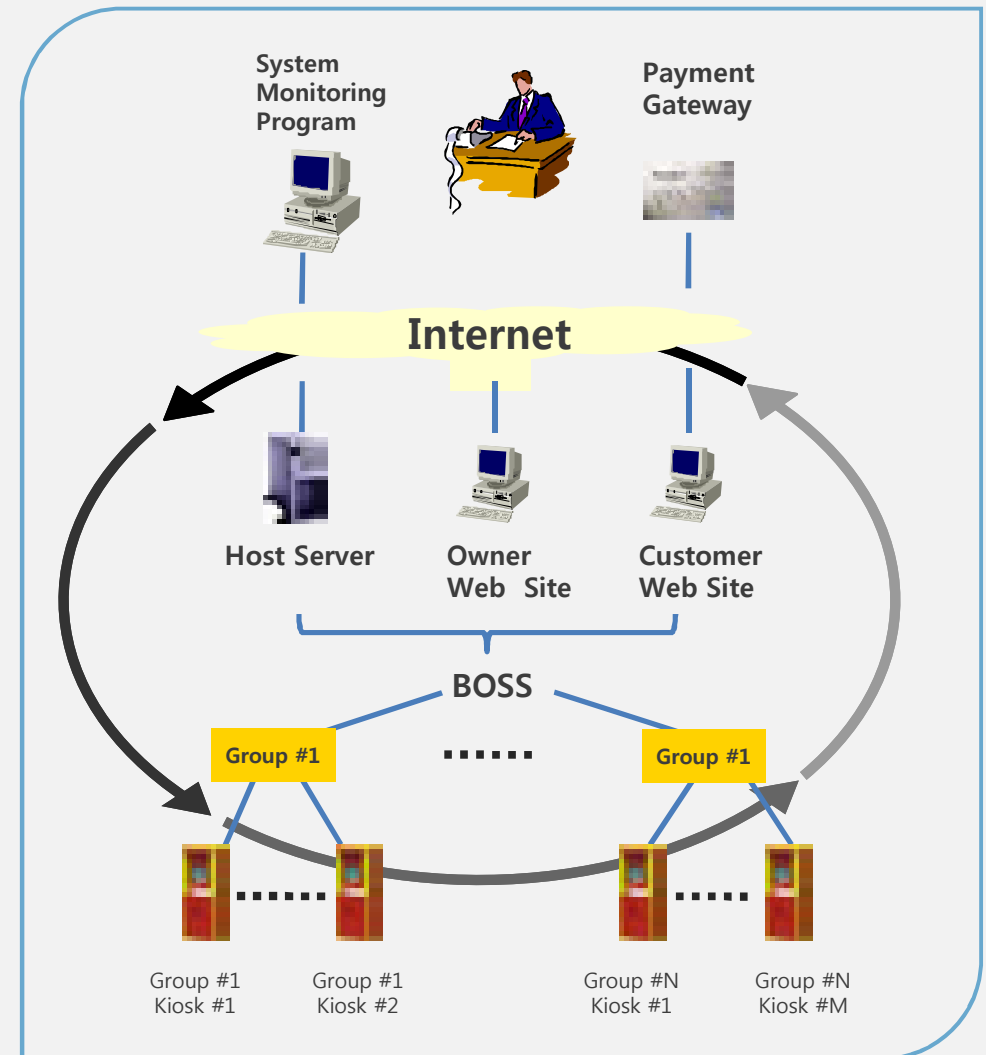 System
Monitoring
Program
Payment
Gateway
Internet
Host Server
Owner
Web Site
Customer
Web Site
BOSS
Group #1
Group #1
Group #1
Kiosk #1
Group #1
Kiosk #2
Group #N
Kiosk #1
Group #N
Kiosk #M